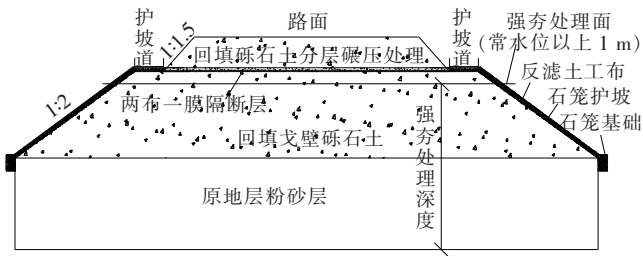 护坡道
路面
护坡道
强夯处理面
(常水位以上 1 m)
1:1.5
回填砾石土分层碾压处理
反滤土工布
1:2
两布一膜隔断层
石笼护坡
石笼基础
回填戈壁砾石土
强夯处理深度
原地层粉砂层